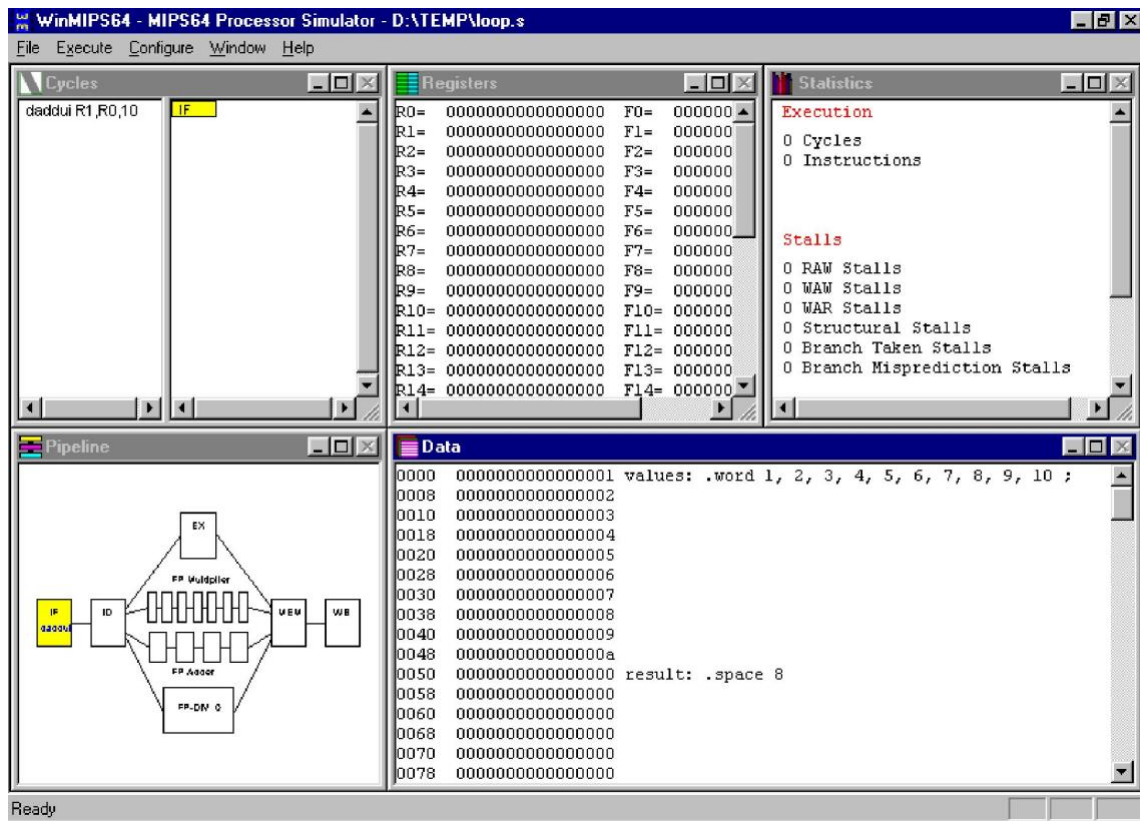 WinMIPS64 - MIPS64 Processor Simulator - D:\TEMP\loop.s
File Execute Configure Window Help
Cycles
daddui R1,R0,10
IF
Registers
R0= 0000000000000000 F0= 000000
R1= 0000000000000000 F1= 000000
R2= 0000000000000000 F2= 000000
R3= 0000000000000000 F3= 000000
R4= 0000000000000000 F4= 000000
R5= 0000000000000000 F5= 000000
R6= 0000000000000000 F6= 000000
R7= 0000000000000000 F7= 000000
R8= 0000000000000000 F8= 000000
R9= 0000000000000000 F9= 000000
R10= 0000000000000000 F10= 000000
R11= 0000000000000000 F11= 000000
R12= 0000000000000000 F12= 000000
R13= 0000000000000000 F13= 000000
R14= 0000000000000000 F14= 000000
Statistics
Execution
0 Cycles
0 Instructions
Stalls
0 RAW Stalls
0 WAW Stalls
0 WAR Stalls
0 Structural Stalls
0 Branch Taken Stalls
0 Branch Misprediction Stalls
Pipeline
EX
FP Multiplier
IF
daddui
ID
MEM
WB
FP Adder
FP-DIV 0
Data
0000 0000000000000001 values: .word 1, 2, 3, 4, 5, 6, 7, 8, 9, 10 ;
0008 0000000000000002
0010 0000000000000003
0018 0000000000000004
0020 0000000000000005
0028 0000000000000006
0030 0000000000000007
0038 0000000000000008
0040 0000000000000009
0048 000000000000000a
0050 0000000000000000 result: .space 8
0058 0000000000000000
0060 0000000000000000
0068 0000000000000000
0070 0000000000000000
0078 0000000000000000
Ready